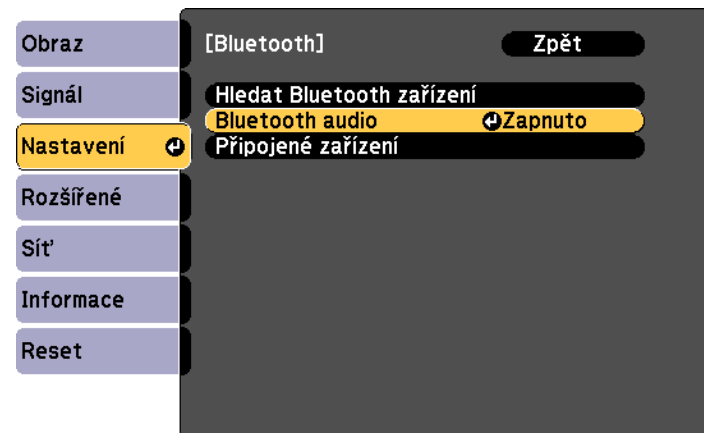 Obraz
Signál
Nastavení
Rozšířené
Síť
Informace
Reset
[Bluetooth] Zpět
Hledat Bluetooth zařízení
Bluetooth audio Zapnuto
Připojené zařízení